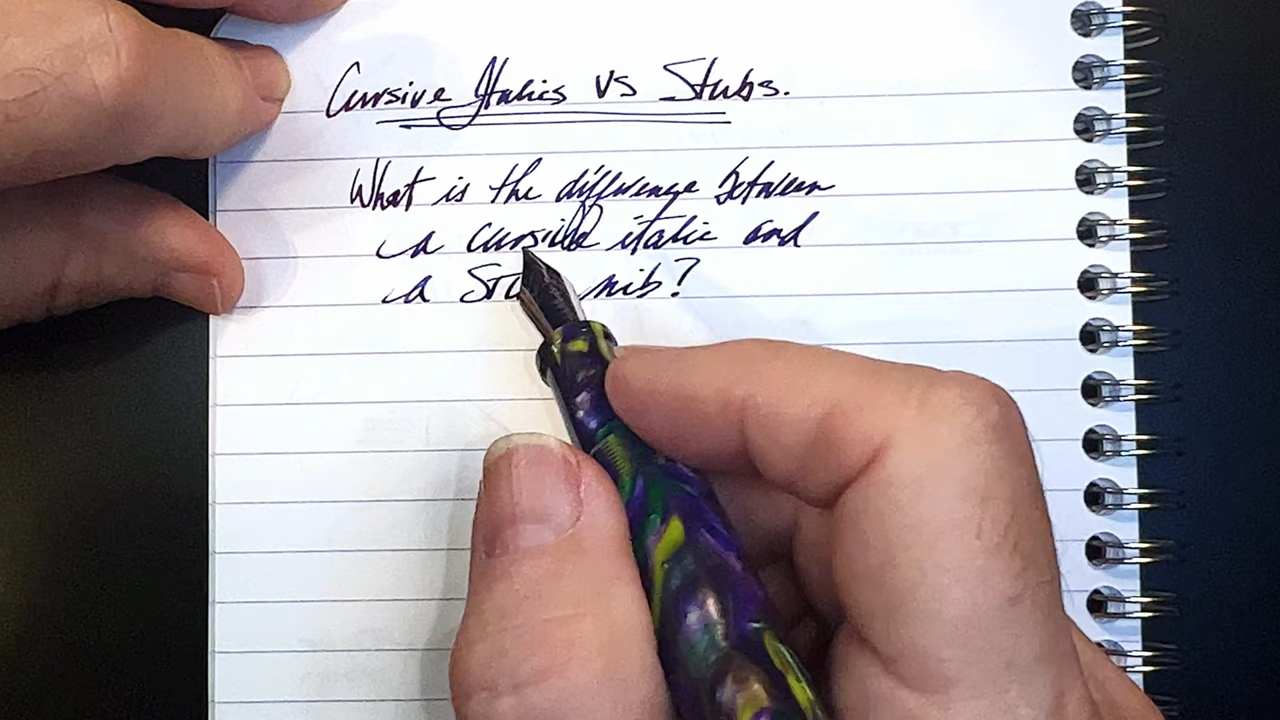 Cursive Italics vs Stubs.
What is the difference between
a cursive italic and
a nib?